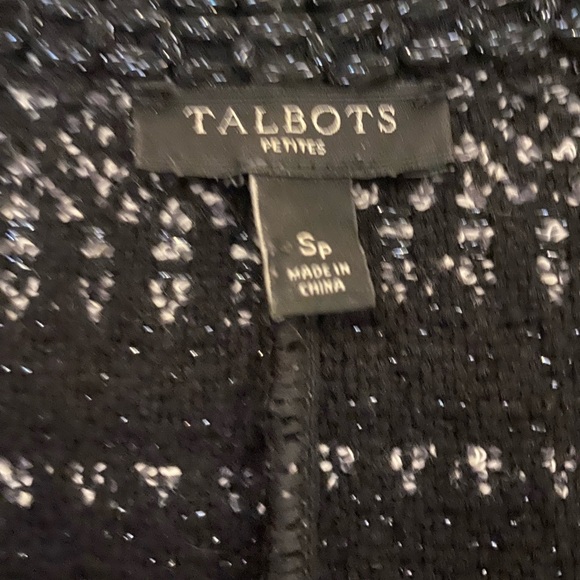 TALBOTS
PETITES
SP
MADE IN
CHINA